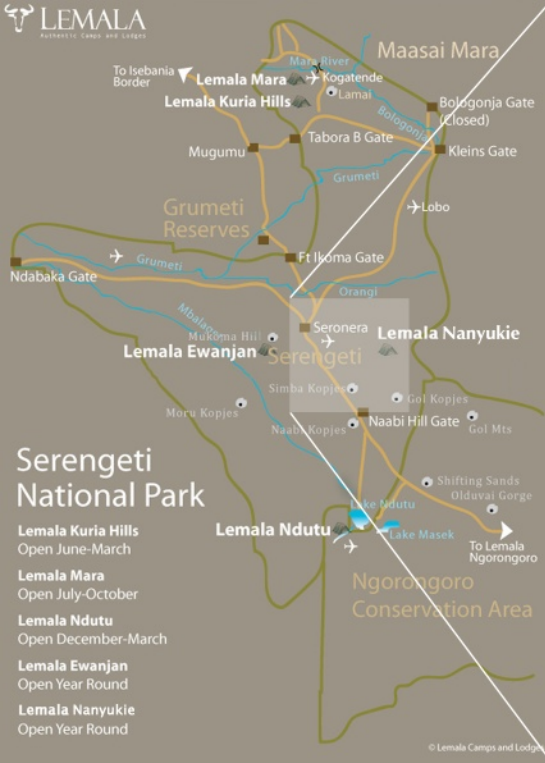 LEMALA
Authentic Camps and Lodges
Maasai Mara
To Isebania
Border
Mara River
Lemala Mara
Kogatende
Lamai
Lemala Kuria Hills
Bologonja Gate
(Closed)
Bologonja
Tabora B Gate
Mugumu
Kleins Gate
Grumeti
Grumeti
Reserves
Lobo
Ft Ikoma Gate
Grumeti
Ndabaka Gate
Orangi
Seronera
Lemala Nanyukie
Mukoma Hill
Lemala Ewanjan
Serengeti
Simba Kopjes
Gol Kopjes
Moru Kopjes
Naabi Hill Gate
Naabi Kopjes
Gol Mts
Serengeti
National Park
Shifting Sands
Olduvai Gorge
Lake Ndutu
Lemala Ndutu
Lake Masek
To Lemala
Ngorongoro
Lemala Kuria Hills
Open June-March
Lemala Mara
Open July-October
Ngorongoro
Conservation Area
Lemala Ndutu
Open December-March
Lemala Ewanjan
Open Year Round
Lemala Nanyukie
Open Year Round
© Lemala Camps and Lodges